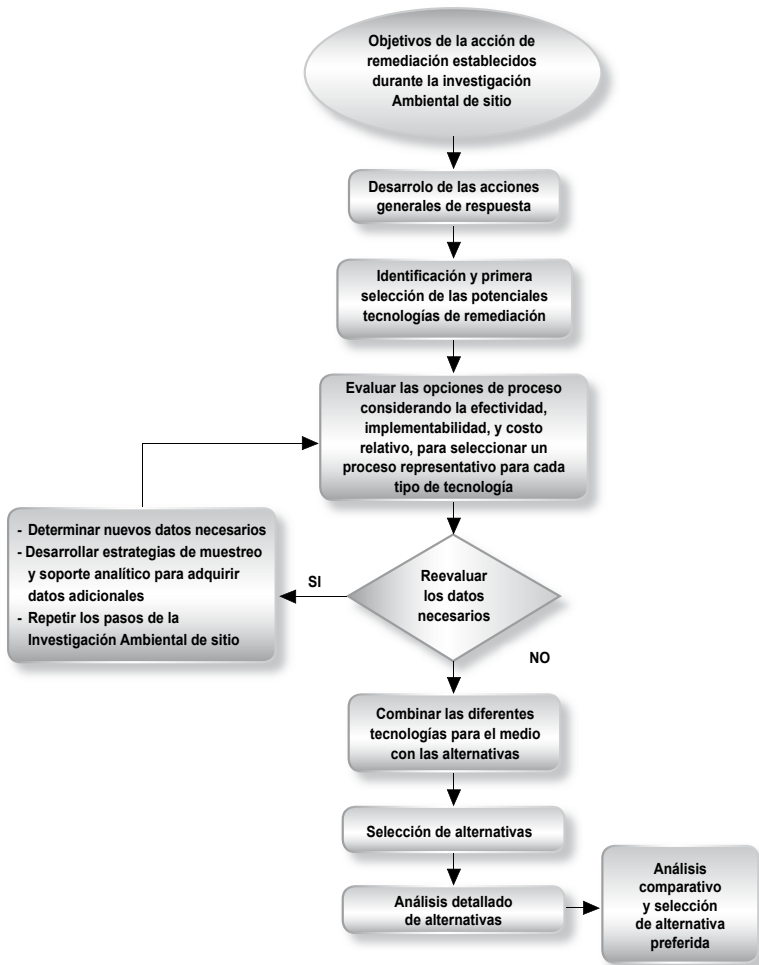 Objetivos de la acción de
remediación establecidos
durante la investigación
Ambiental de sitio
Desarrolo de las acciones
generales de respuesta
Identificación y primera
selección de las potenciales
tecnologías de remediación
Evaluar las opciones de proceso
considerando la efectividad,
implementabilidad, y costo
relativo, para seleccionar un
proceso representativo para cada
tipo de tecnología
- Determinar nuevos datos necesarios
- Desarrollar estrategias de muestreo
y soporte analítico para adquirir
datos adicionales
- Repetir los pasos de la
Investigación Ambiental de sitio
SI
Reevaluar
los datos
necesarios
NO
Combinar las diferentes
tecnologías para el medio
con las alternativas
Selección de alternativas
Análisis detallado
de alternativas
Análisis
comparativo
y selección
de alternativa
preferida